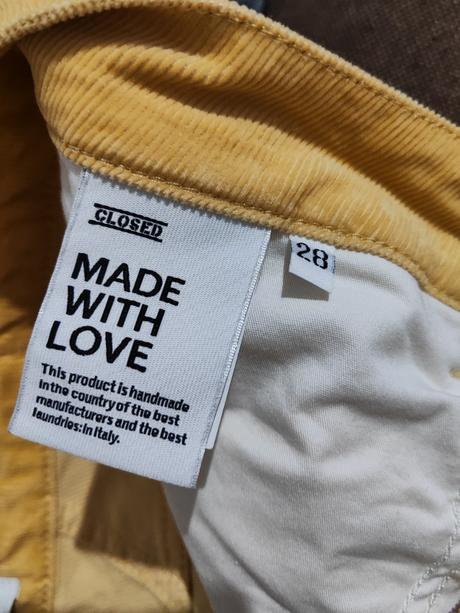 CLOSED
MADE
WITH
LOVE
This product is handmade
in the country of the best
manufacturers and the best
laundries: in Italy.
28